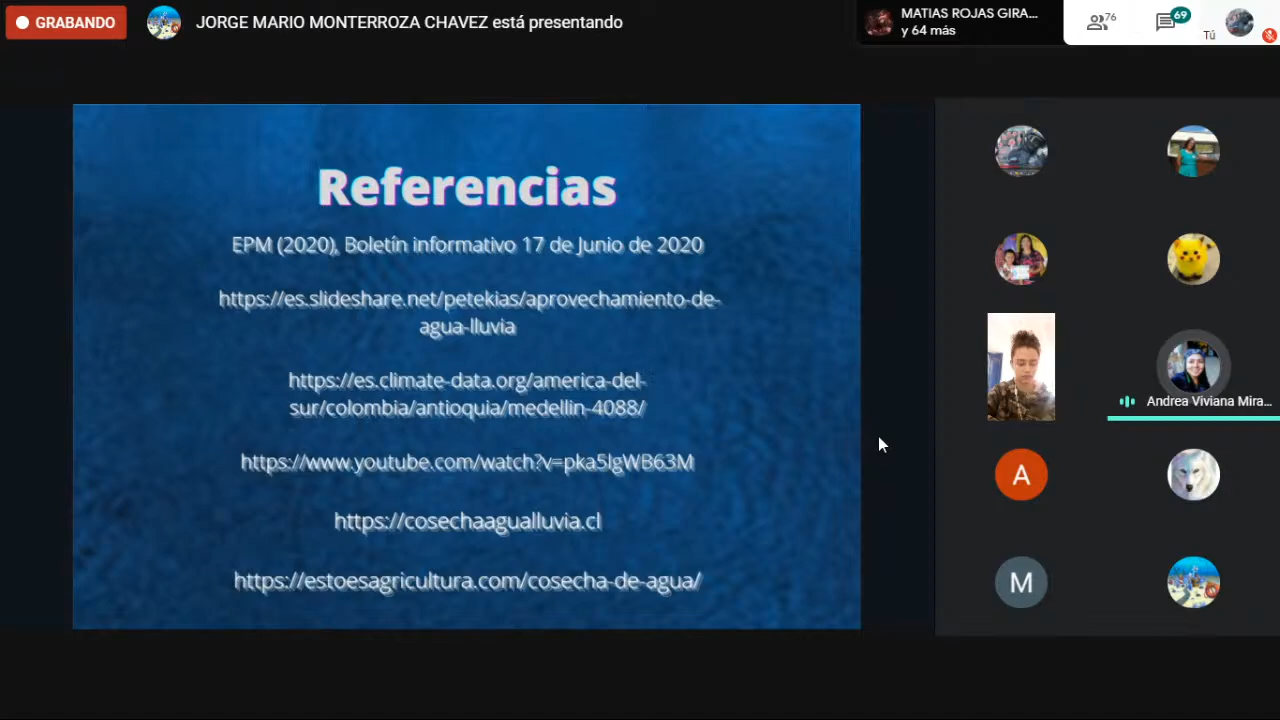 GRABANDO
JORGE MARIO MONTERROZA CHAVEZ está presentando
MATIAS ROJAS GIRA...
y 64 más
76
69
Tú
Referencias
EPM (2020), Boletín informativo 17 de Junio de 2020
https://es.slideshare.net/petekias/aprovechamiento-de-
agua-lluvia
https://es.climate-data.org/america-del-
sur/colombia/antioquia/medellin-4088/
https://www.youtube.com/watch?v=pka5lgWB63M
https://cosechaagualluvia.cl
https://estoesagricultura.com/cosecha-de-agua/
Andrea Viviana Mira...
A
M